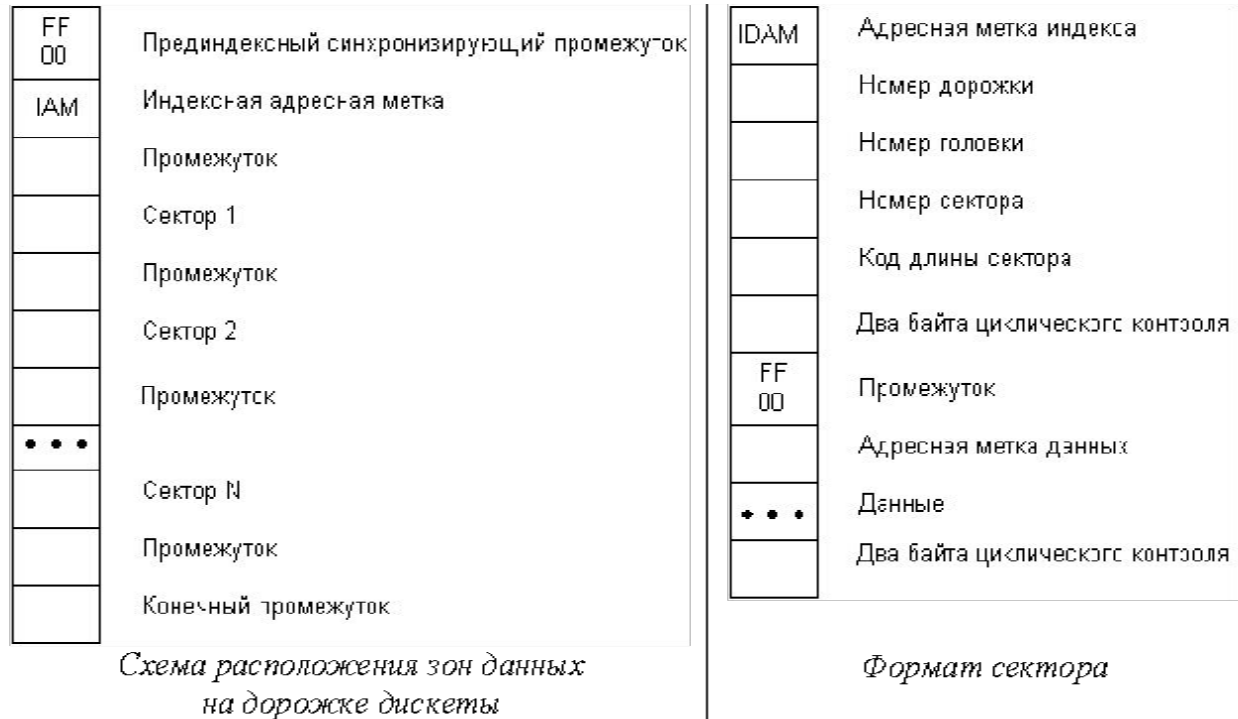 FF
00
Прединдексный синхронизирующий промежуток
IAM
Индексная адресная метка
Промежуток
Сектор 1
Промежуток
Сектор 2
Промежуток
• • •
Сектор N
Промежуток
Конечный промежуток
Схема расположения зон данных
на дорожке дискеты
IDAM
Адресная метка индекса
Номер дорожки
Номер головки
Номер сектора
Код длины сектора
Два байта циклического контроля
FF
00
Промежуток
Адресная метка данных
• • •
Данные
Два байта циклического контроля
Формат сектора